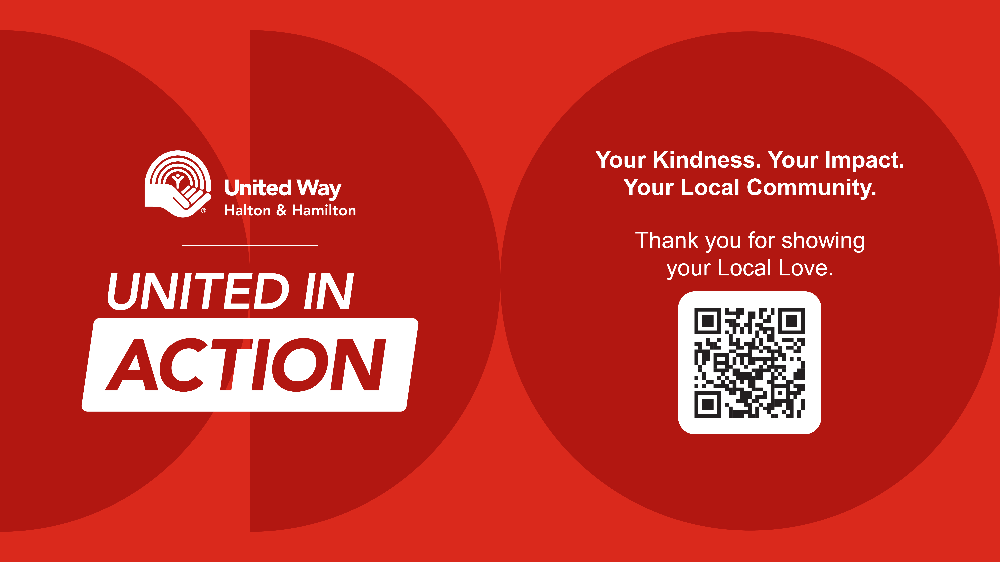 United Way
Halton & Hamilton
®
UNITED IN
ACTION
Your Kindness. Your Impact.
Your Local Community.
Thank you for showing
your Local Love.